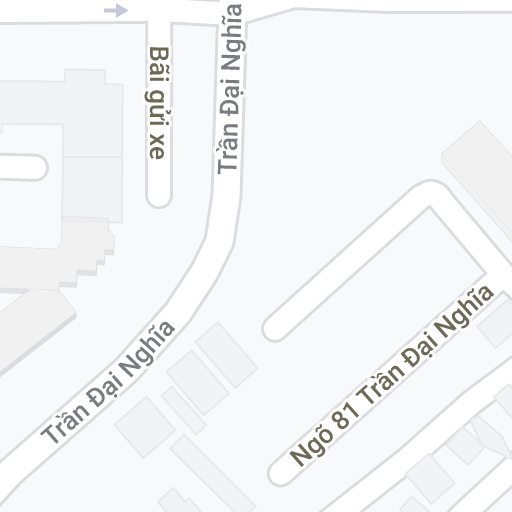 Trần Đại Nghĩa
Bãi gửi xe
Trần Đại Nghĩa
Ngõ 81 Trần Đại Nghĩa